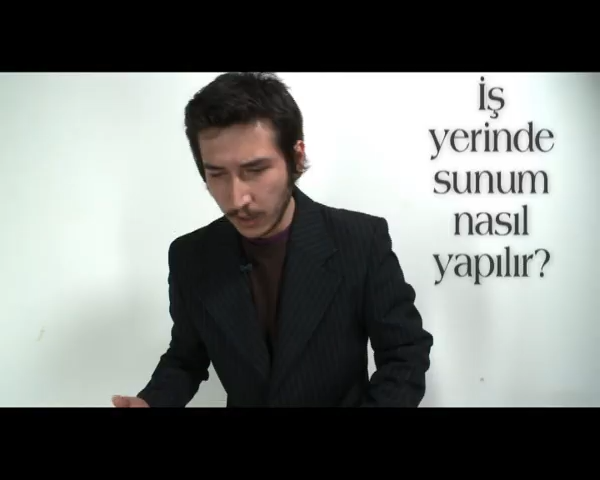 İş
yerinde
sunum
nasıl
yapılır?